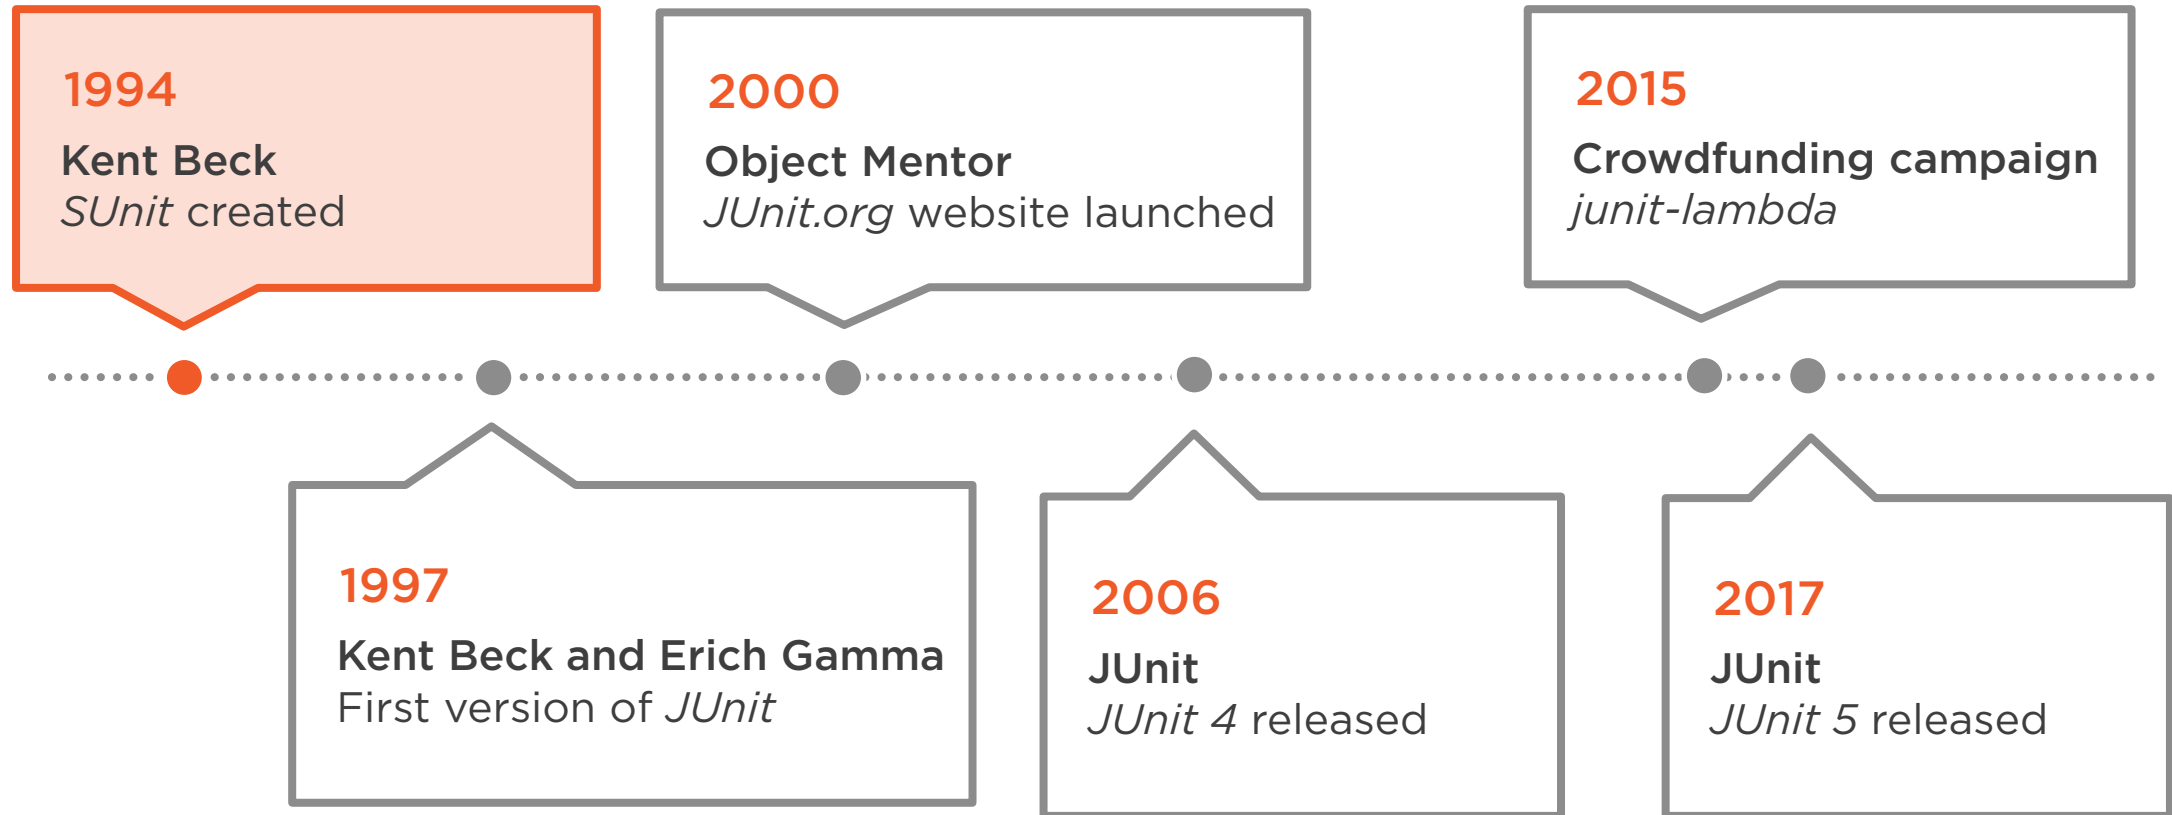 1994
Kent Beck
SUnit created
2000
Object Mentor
JUnit.org website launched
2015
Crowdfunding campaign
junit-lambda
1997
Kent Beck and Erich Gamma
First version of JUnit
2006
JUnit
JUnit 4 released
2017
JUnit
JUnit 5 released